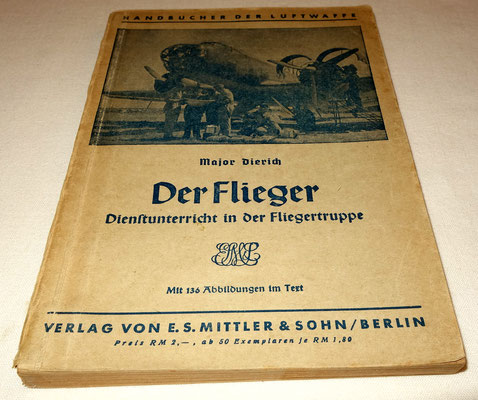 HANDBÜCHER DER LUFTWAFFE
Major Dierich
Der Flieger
Dienstunterricht in der Fliegertruppe
Mit 136 Abbildungen im Text
VERLAG VON E. S. MITTLER & SOHN / BERLIN
Preis RM 2,–, ab 50 Exemplaren je RM 1,80